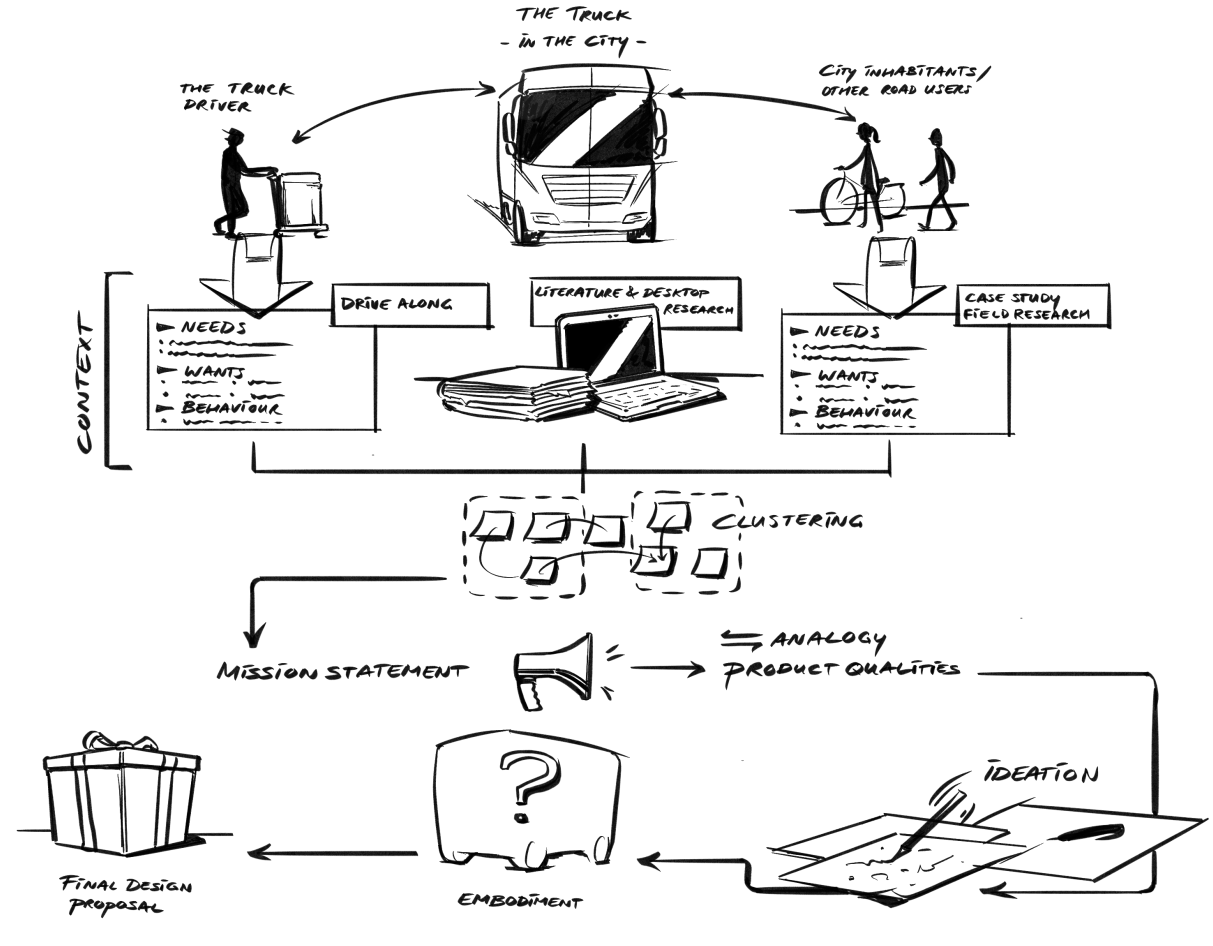 THE TRUCK
- IN THE CITY -
THE TRUCK
DRIVER
CITY INHABITANTS/
OTHER ROAD USERS
CONTEXT
DRIVE ALONG
NEEDS
WANTS
BEHAVIOUR
LITERATURE & DESKTOP
RESEARCH
CASE STUDY
FIELD RESEARCH
NEEDS
WANTS
BEHAVIOUR
CLUSTERING
MISSION STATEMENT
ANALOGY
PRODUCT QUALITIES
IDEATION
?
EMBODIMENT
FINAL DESIGN
PROPOSAL